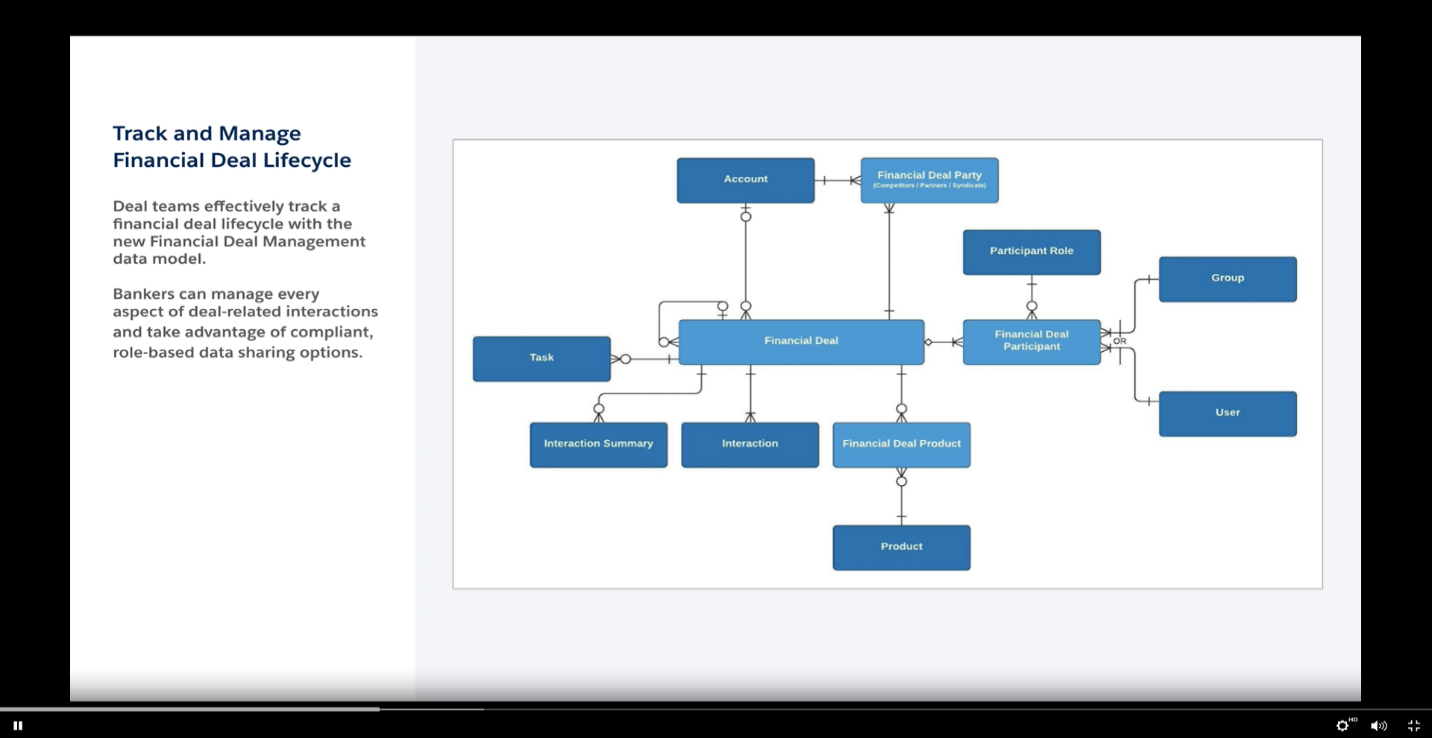 Track and Manage
Financial Deal Lifecycle
Deal teams effectively track a
financial deal lifecycle with the
new Financial Deal Management
data model.
Bankers can manage every
aspect of deal-related interactions
and take advantage of compliant,
role-based data sharing options.
Account
Financial Deal Party
(Competitors / Partners / Syndicate)
Participant Role
Group
Financial Deal
Financial Deal
Participant
OR
Task
User
Interaction Summary
Interaction
Financial Deal Product
Product
HD